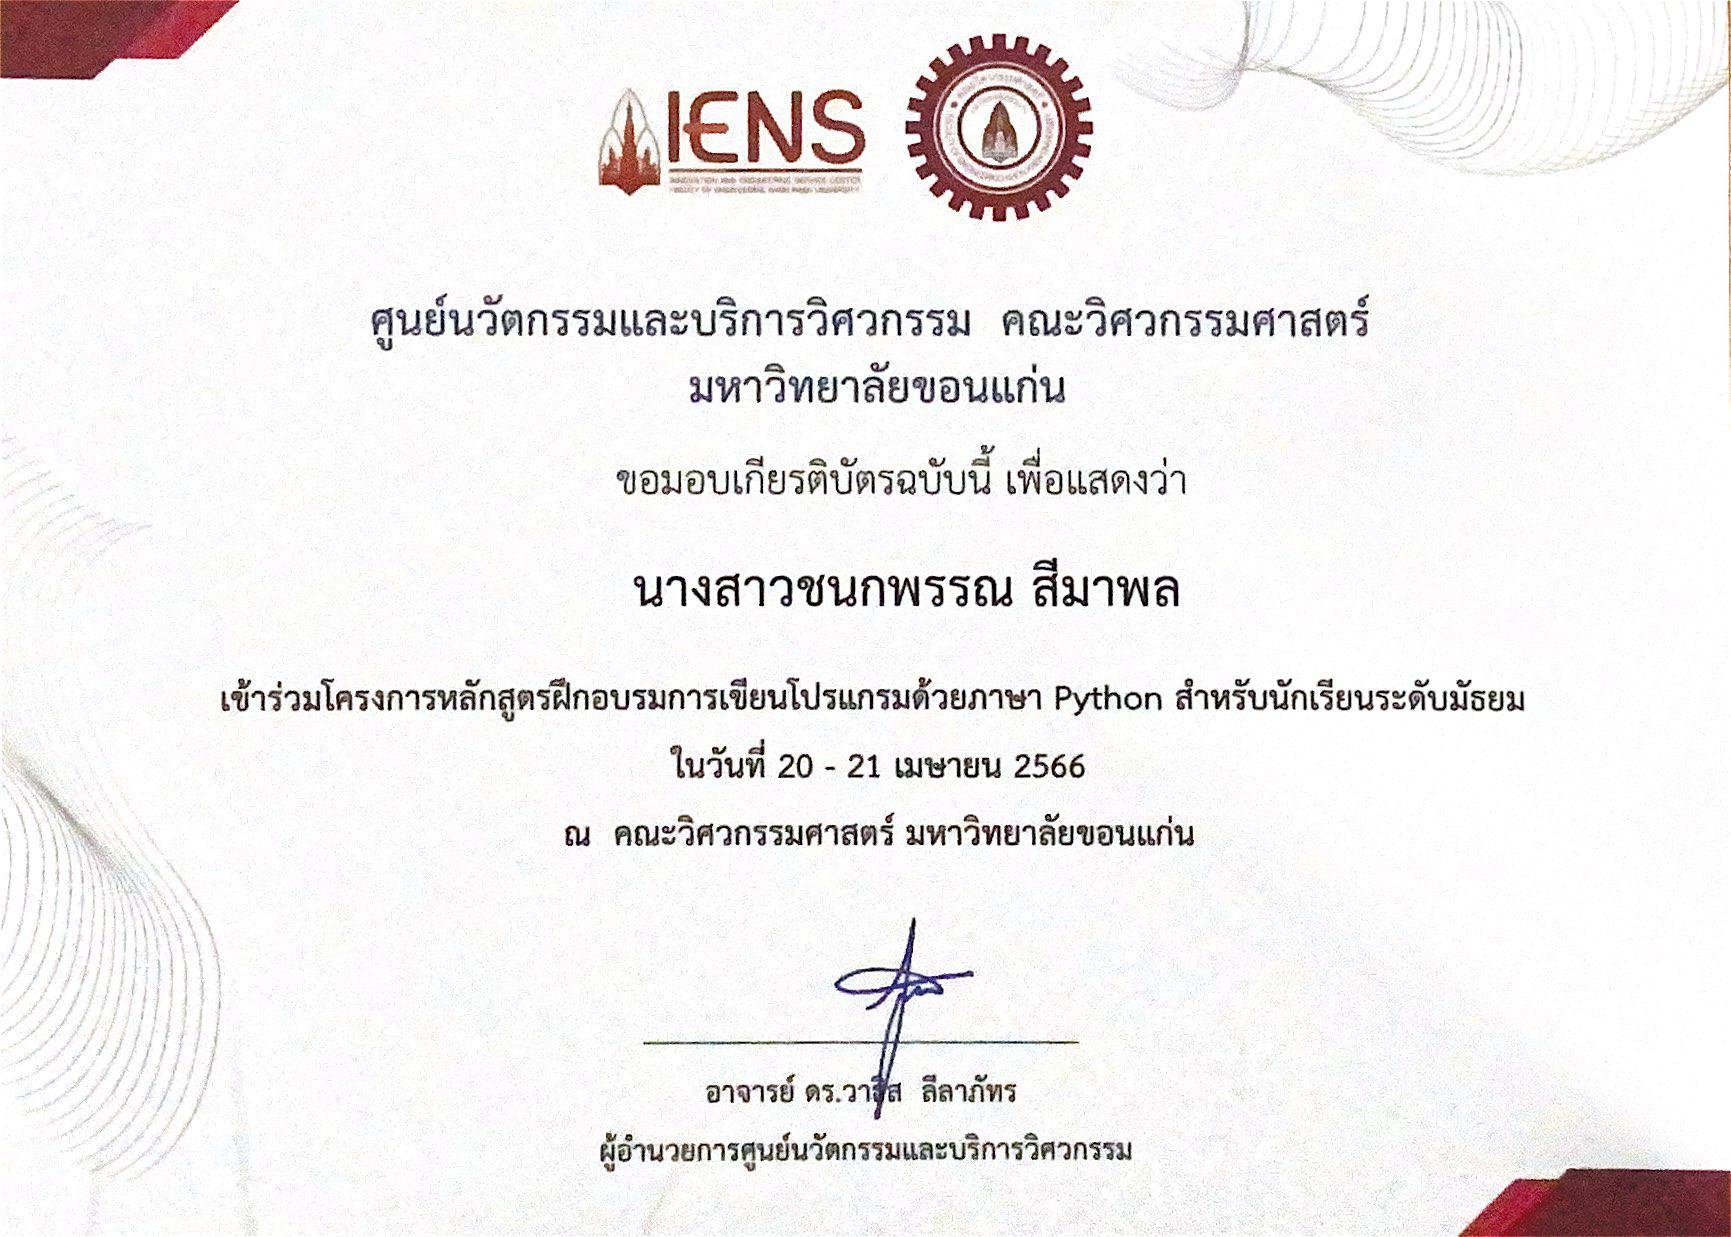 IENS
INNOVATION AND ENGINEERING SERVICE CENTER
FACULTY OF ENGINEERING, KHON KAEN UNIVERSITY
ศูนย์นวัตกรรมและบริการวิศวกรรม คณะวิศวกรรมศาสตร์
มหาวิทยาลัยขอนแก่น
ขอมอบเกียรติบัตรฉบับนี้ เพื่อแสดงว่า
นางสาวชนกพรรณ สีมาพล
เข้าร่วมโครงการหลักสูตรฝึกอบรมการเขียนโปรแกรมด้วยภาษา Python สำหรับนักเรียนระดับมัธยม
ในวันที่ 20 - 21 เมษายน 2566
ณ คณะวิศวกรรมศาสตร์ มหาวิทยาลัยขอนแก่น
อาจารย์ ลีลาภัทร
ผู้อำนวยการศูนย์นวัตกรรมและบริการวิศวกรรม